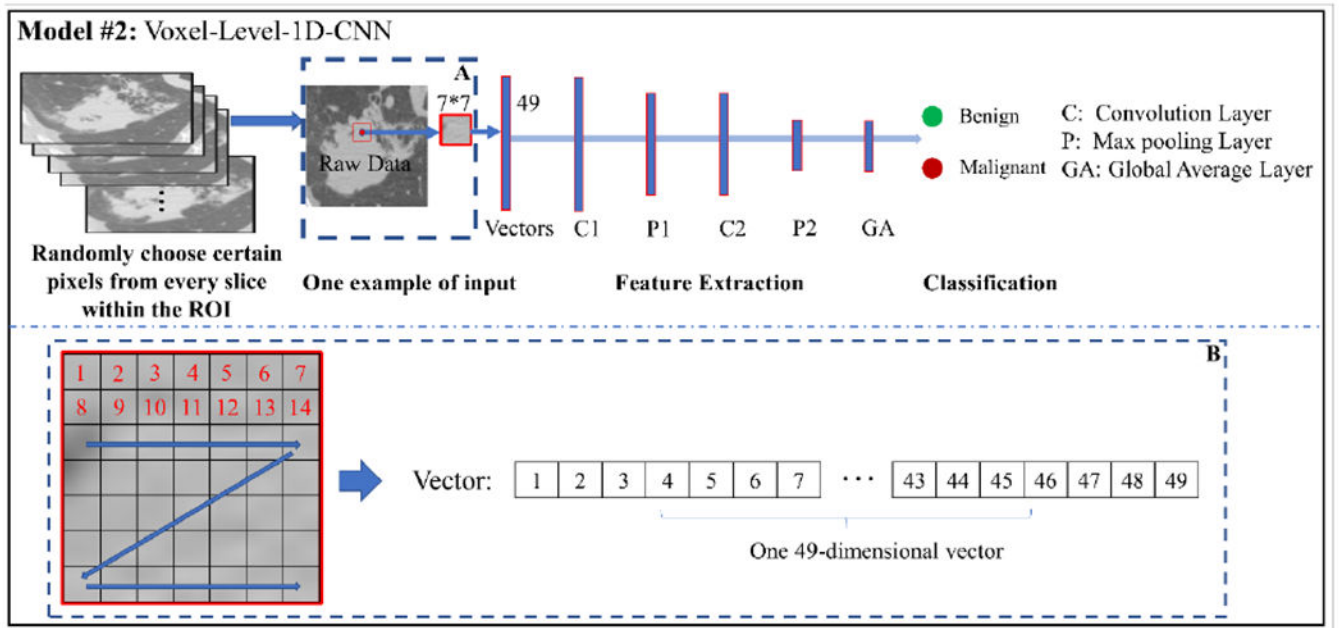 Model #2: Voxel-Level-1D-CNN
A
7*7
49
Raw Data
Benign
Malignant
C: Convolution Layer
P: Max pooling Layer
GA: Global Average Layer
Vectors C1 P1 C2 P2 GA
Randomly choose certain
pixels from every slice
within the ROI
One example of input
Feature Extraction
Classification
B
1 2 3 4 5 6 7
8 9 10 11 12 13 14
Vector: 1 2 3 4 5 6 7 ··· 43 44 45 46 47 48 49
One 49-dimensional vector